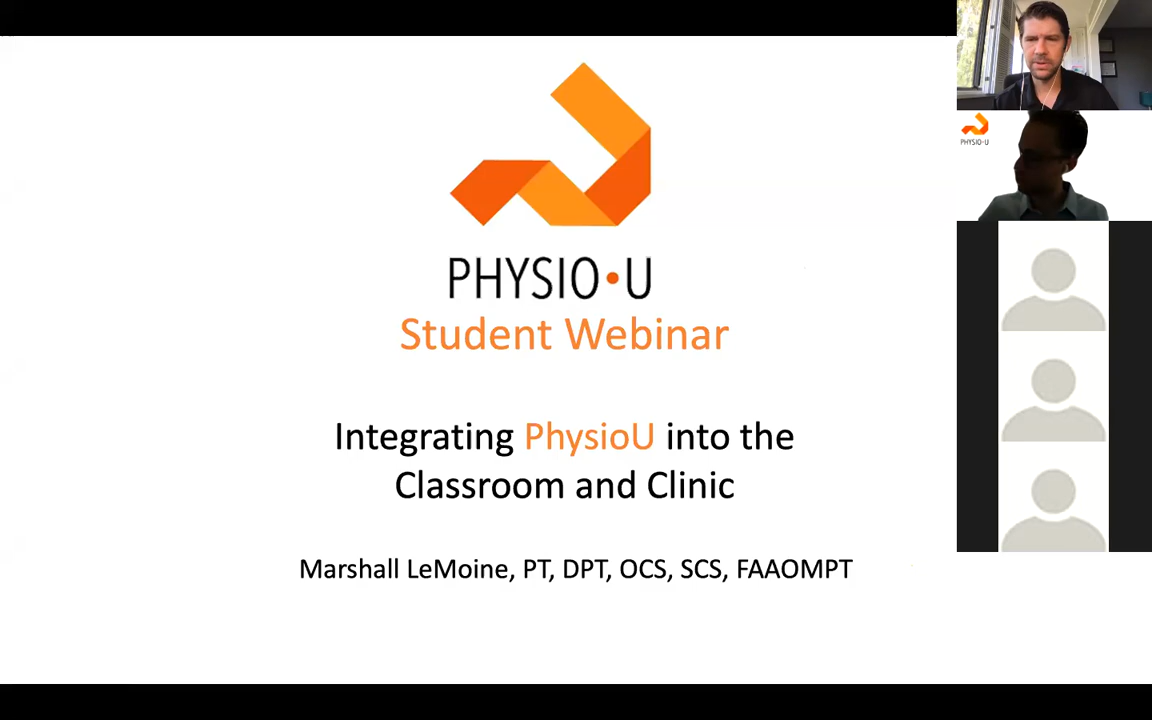 PHYSIO•U
Student Webinar
Integrating PhysioU into the
Classroom and Clinic
Marshall LeMoine, PT, DPT, OCS, SCS, FAAOMPT
PHYSIO•U